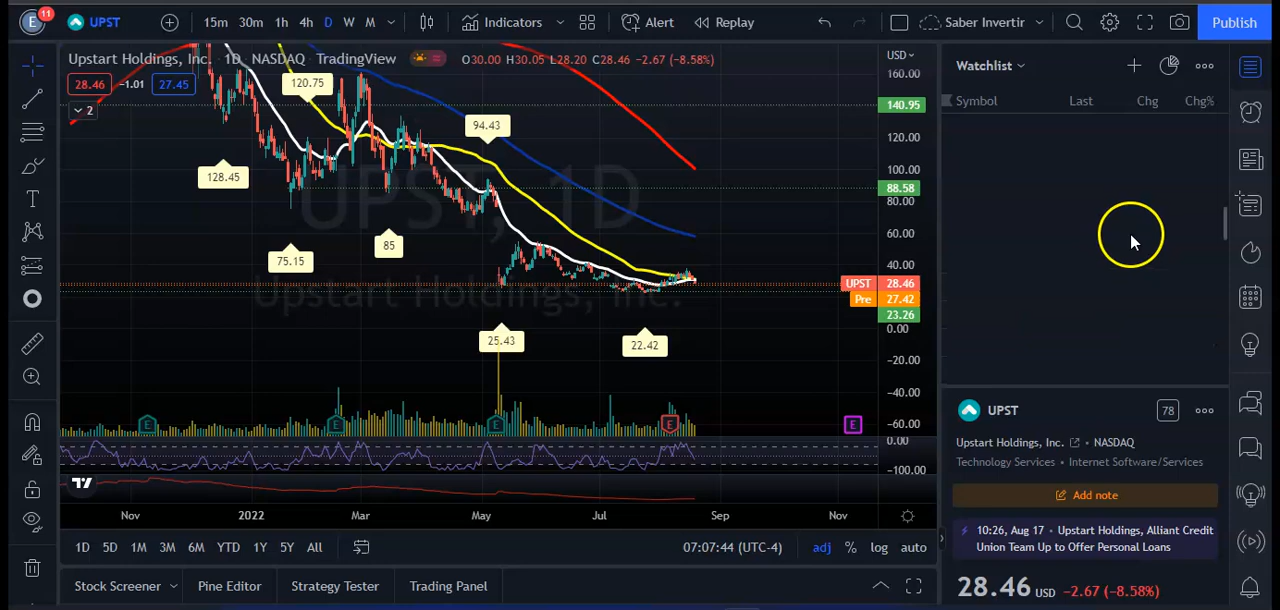 E 11 UPST 15m 30m 1h 4h D W M Indicators Alert Replay Saber Invertir Publish
Upstart Holdings, Inc. · 1D · NASDAQ · TradingView O30.00 H30.05 L28.20 C28.46 −2.67 (−8.58%)
28.46 −1.01 27.45
2
120.75
94.43
128.45
85
75.15
25.43
22.42
UPST, 1D
Upstart Holdings, Inc.
USD
160.00
140.95
120.00
100.00
88.58
80.00
60.00
40.00
UPST 28.46
Pre 27.42
23.26
0.00
−20.00
−40.00
−60.00
0.00
−100.00
E E E E E
Nov 2022 Mar May Jul Sep Nov
1D 5D 1M 3M 6M YTD 1Y 5Y All 07:07:44 (UTC-4) adj % log auto
Stock Screener Pine Editor Strategy Tester Trading Panel
Watchlist
Symbol Last Chg Chg%
UPST 78
Upstart Holdings, Inc. • NASDAQ
Technology Services • Internet Software/Services
Add note
10:26, Aug 17 • Upstart Holdings, Alliant Credit
Union Team Up to Offer Personal Loans
28.46 USD −2.67 (−8.58%)